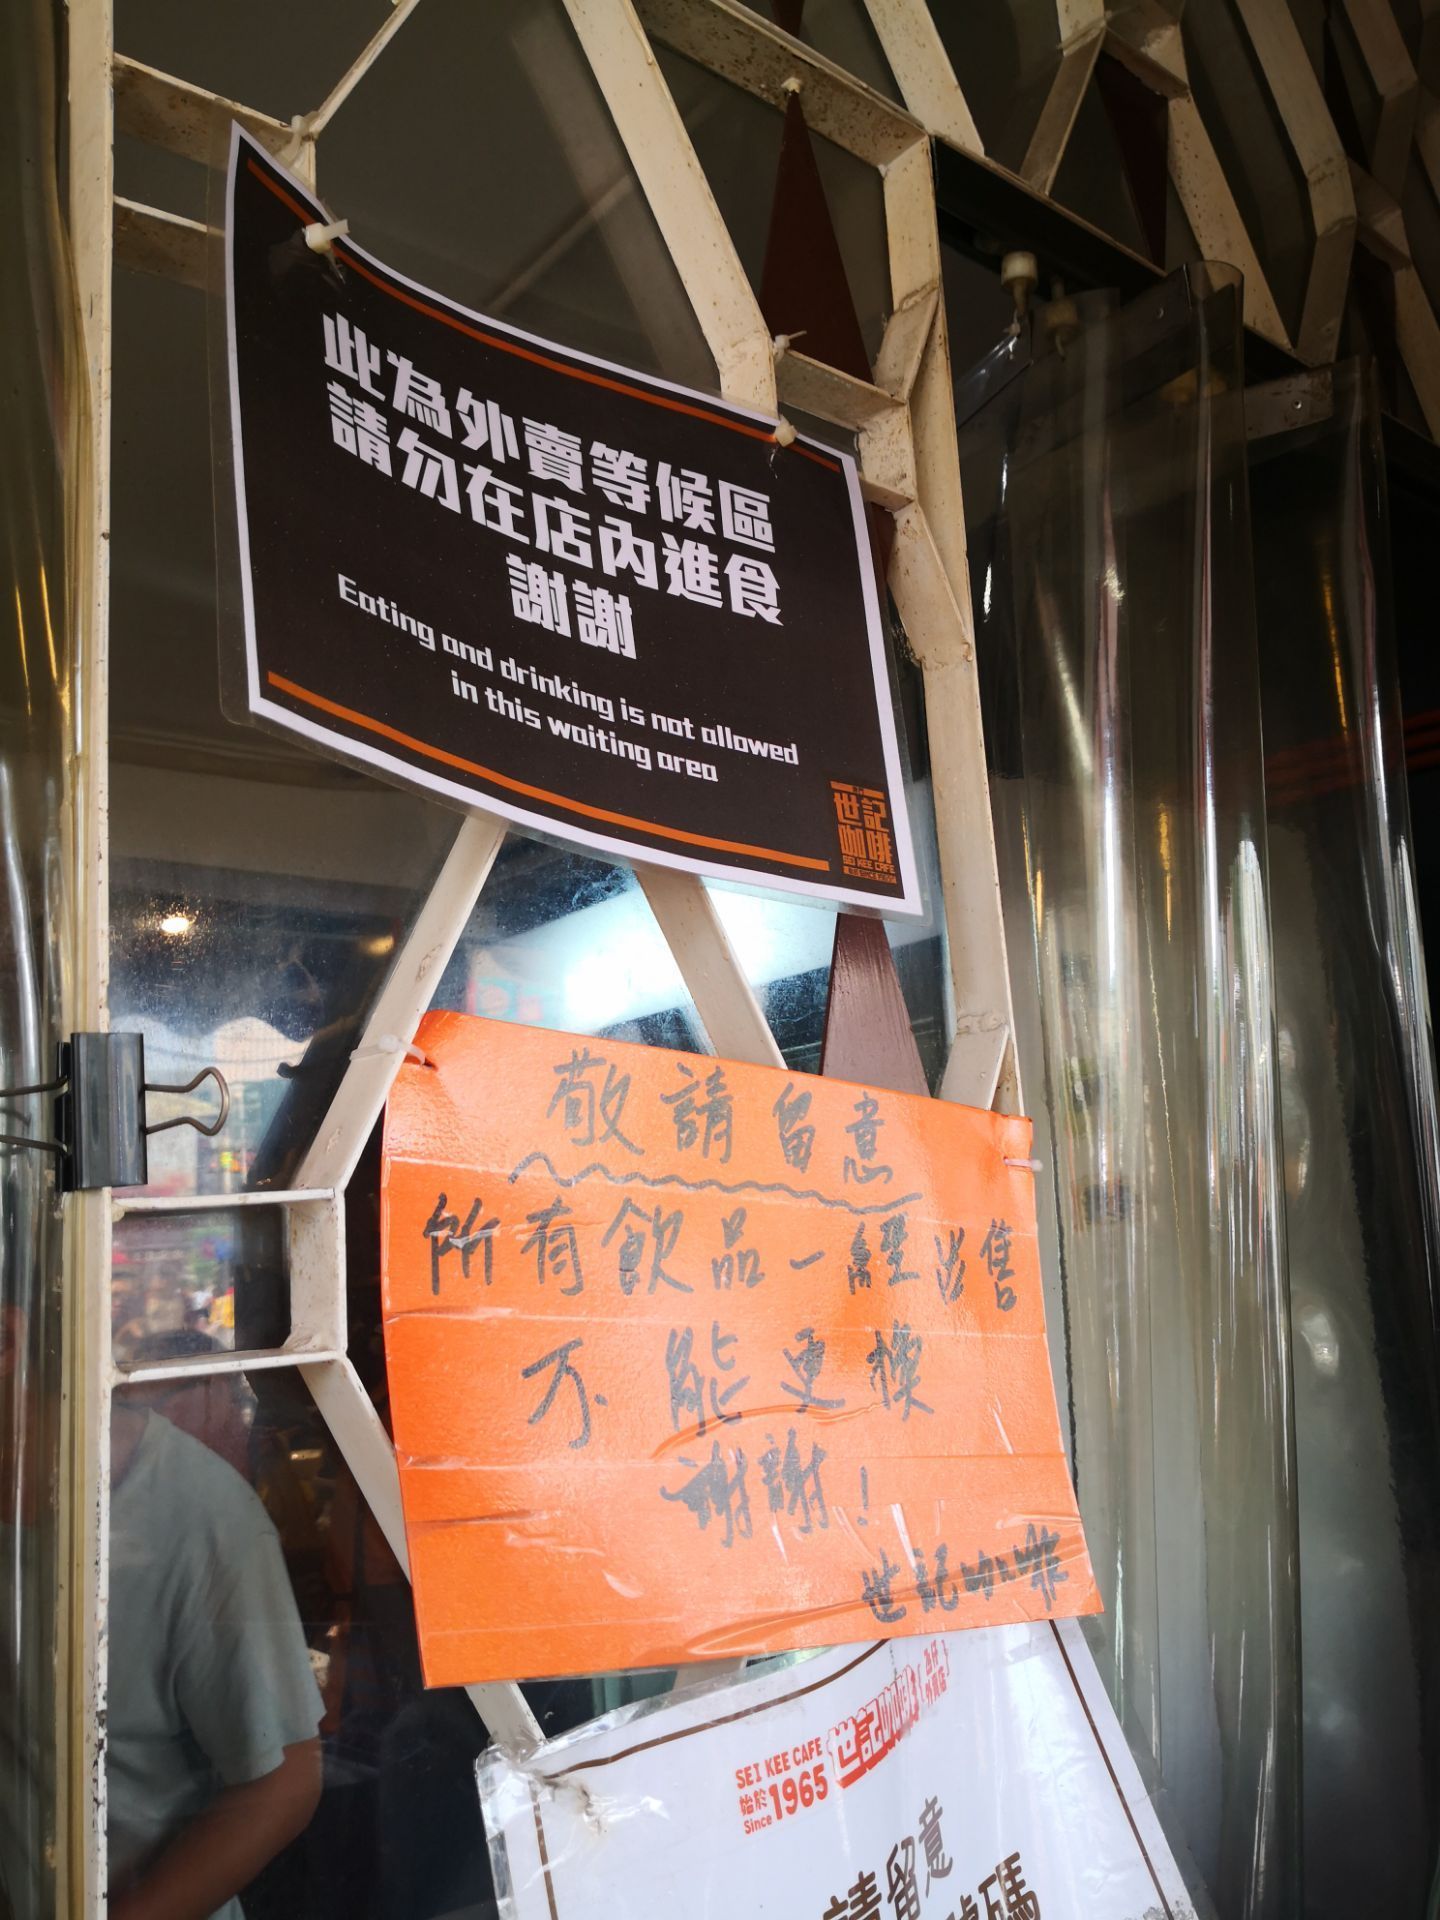 此為外賣等候區
請勿在店內進食
謝謝
Eating and drinking is not allowed
in this waiting area
世記
咖啡
SEI KEE CAFE
敬請留意
所有飲品一經出售
不能更換
謝謝！
世記咖啡
世記咖啡
SEI KEE CAFE
始於
Since 1965
請留意
號碼